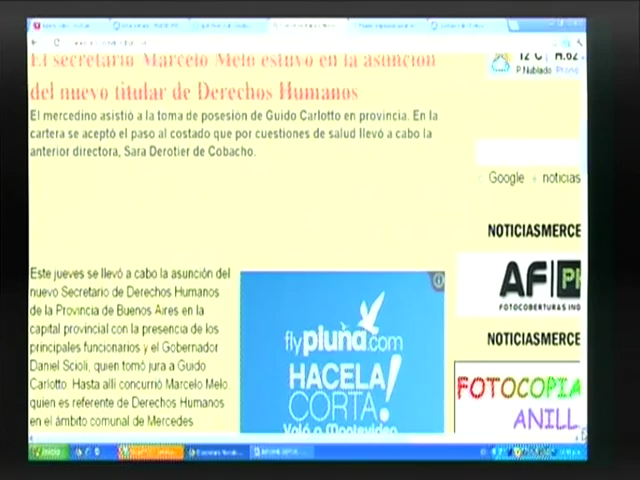 El secretario Marcelo Melo estuvo en la asunción
del nuevo titular de Derechos Humanos
El mercedino asistió a la toma de posesión de Guido Carlotto en provincia. En la
cartera se aceptó el paso al costado que por cuestiones de salud llevó a cabo la
anterior directora, Sara Derotier de Cobacho.
P.Nublado
Google
noticias
NOTICIASMERCE
AF PH
FOTOCOBERTURAS
NOTICIASMERCE
FOTOCOPIA
ANILL
Este jueves se llevó a cabo la asunción del
nuevo Secretario de Derechos Humanos
de la Provincia de Buenos Aires en la
capital provincial con la presencia de los
principales funcionarios y el Gobernador
Daniel Scioli, quien tomó jura a Guido
Carlotto. Hasta allí concurrió Marcelo Melo,
quien es referente de Derechos Humanos
en el ámbito comunal de Mercedes
flypluna.com
HACELA
CORTA!
Volá a Montevideo